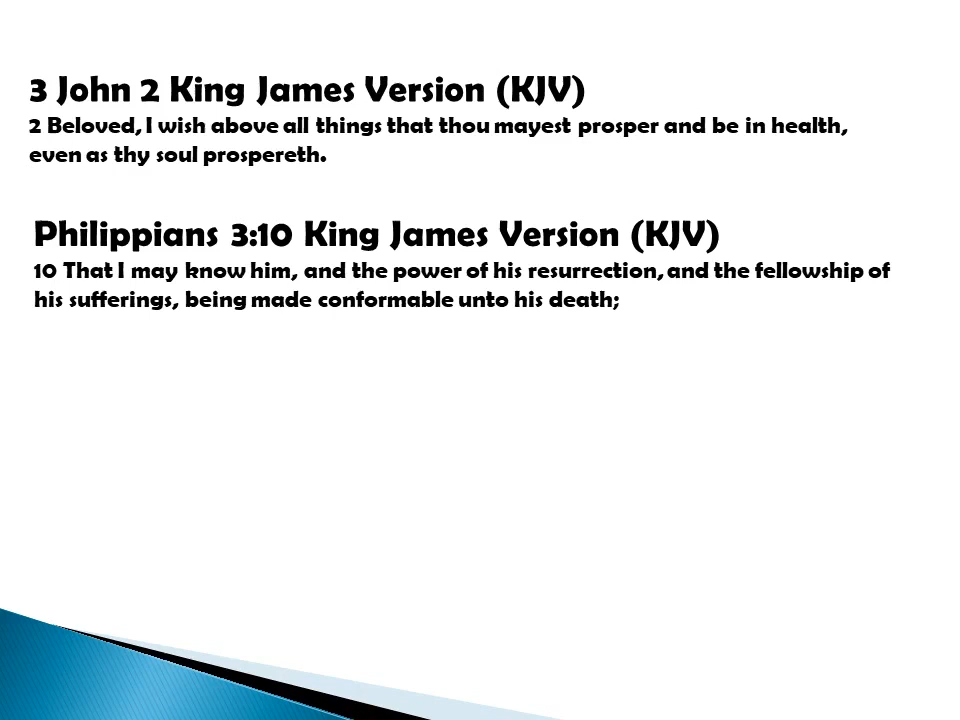 3 John 2 King James Version (KJV)
2 Beloved, I wish above all things that thou mayest prosper and be in health,
even as thy soul prospereth.
Philippians 3:10 King James Version (KJV)
10 That I may know him, and the power of his resurrection, and the fellowship of
his sufferings, being made conformable unto his death;